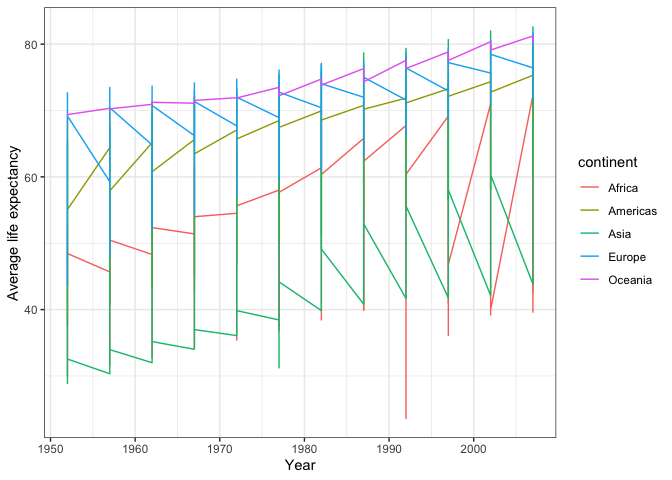 80
60
40
Average life expectancy
1950
1960
1970
1980
1990
2000
Year
continent
Africa
Americas
Asia
Europe
Oceania